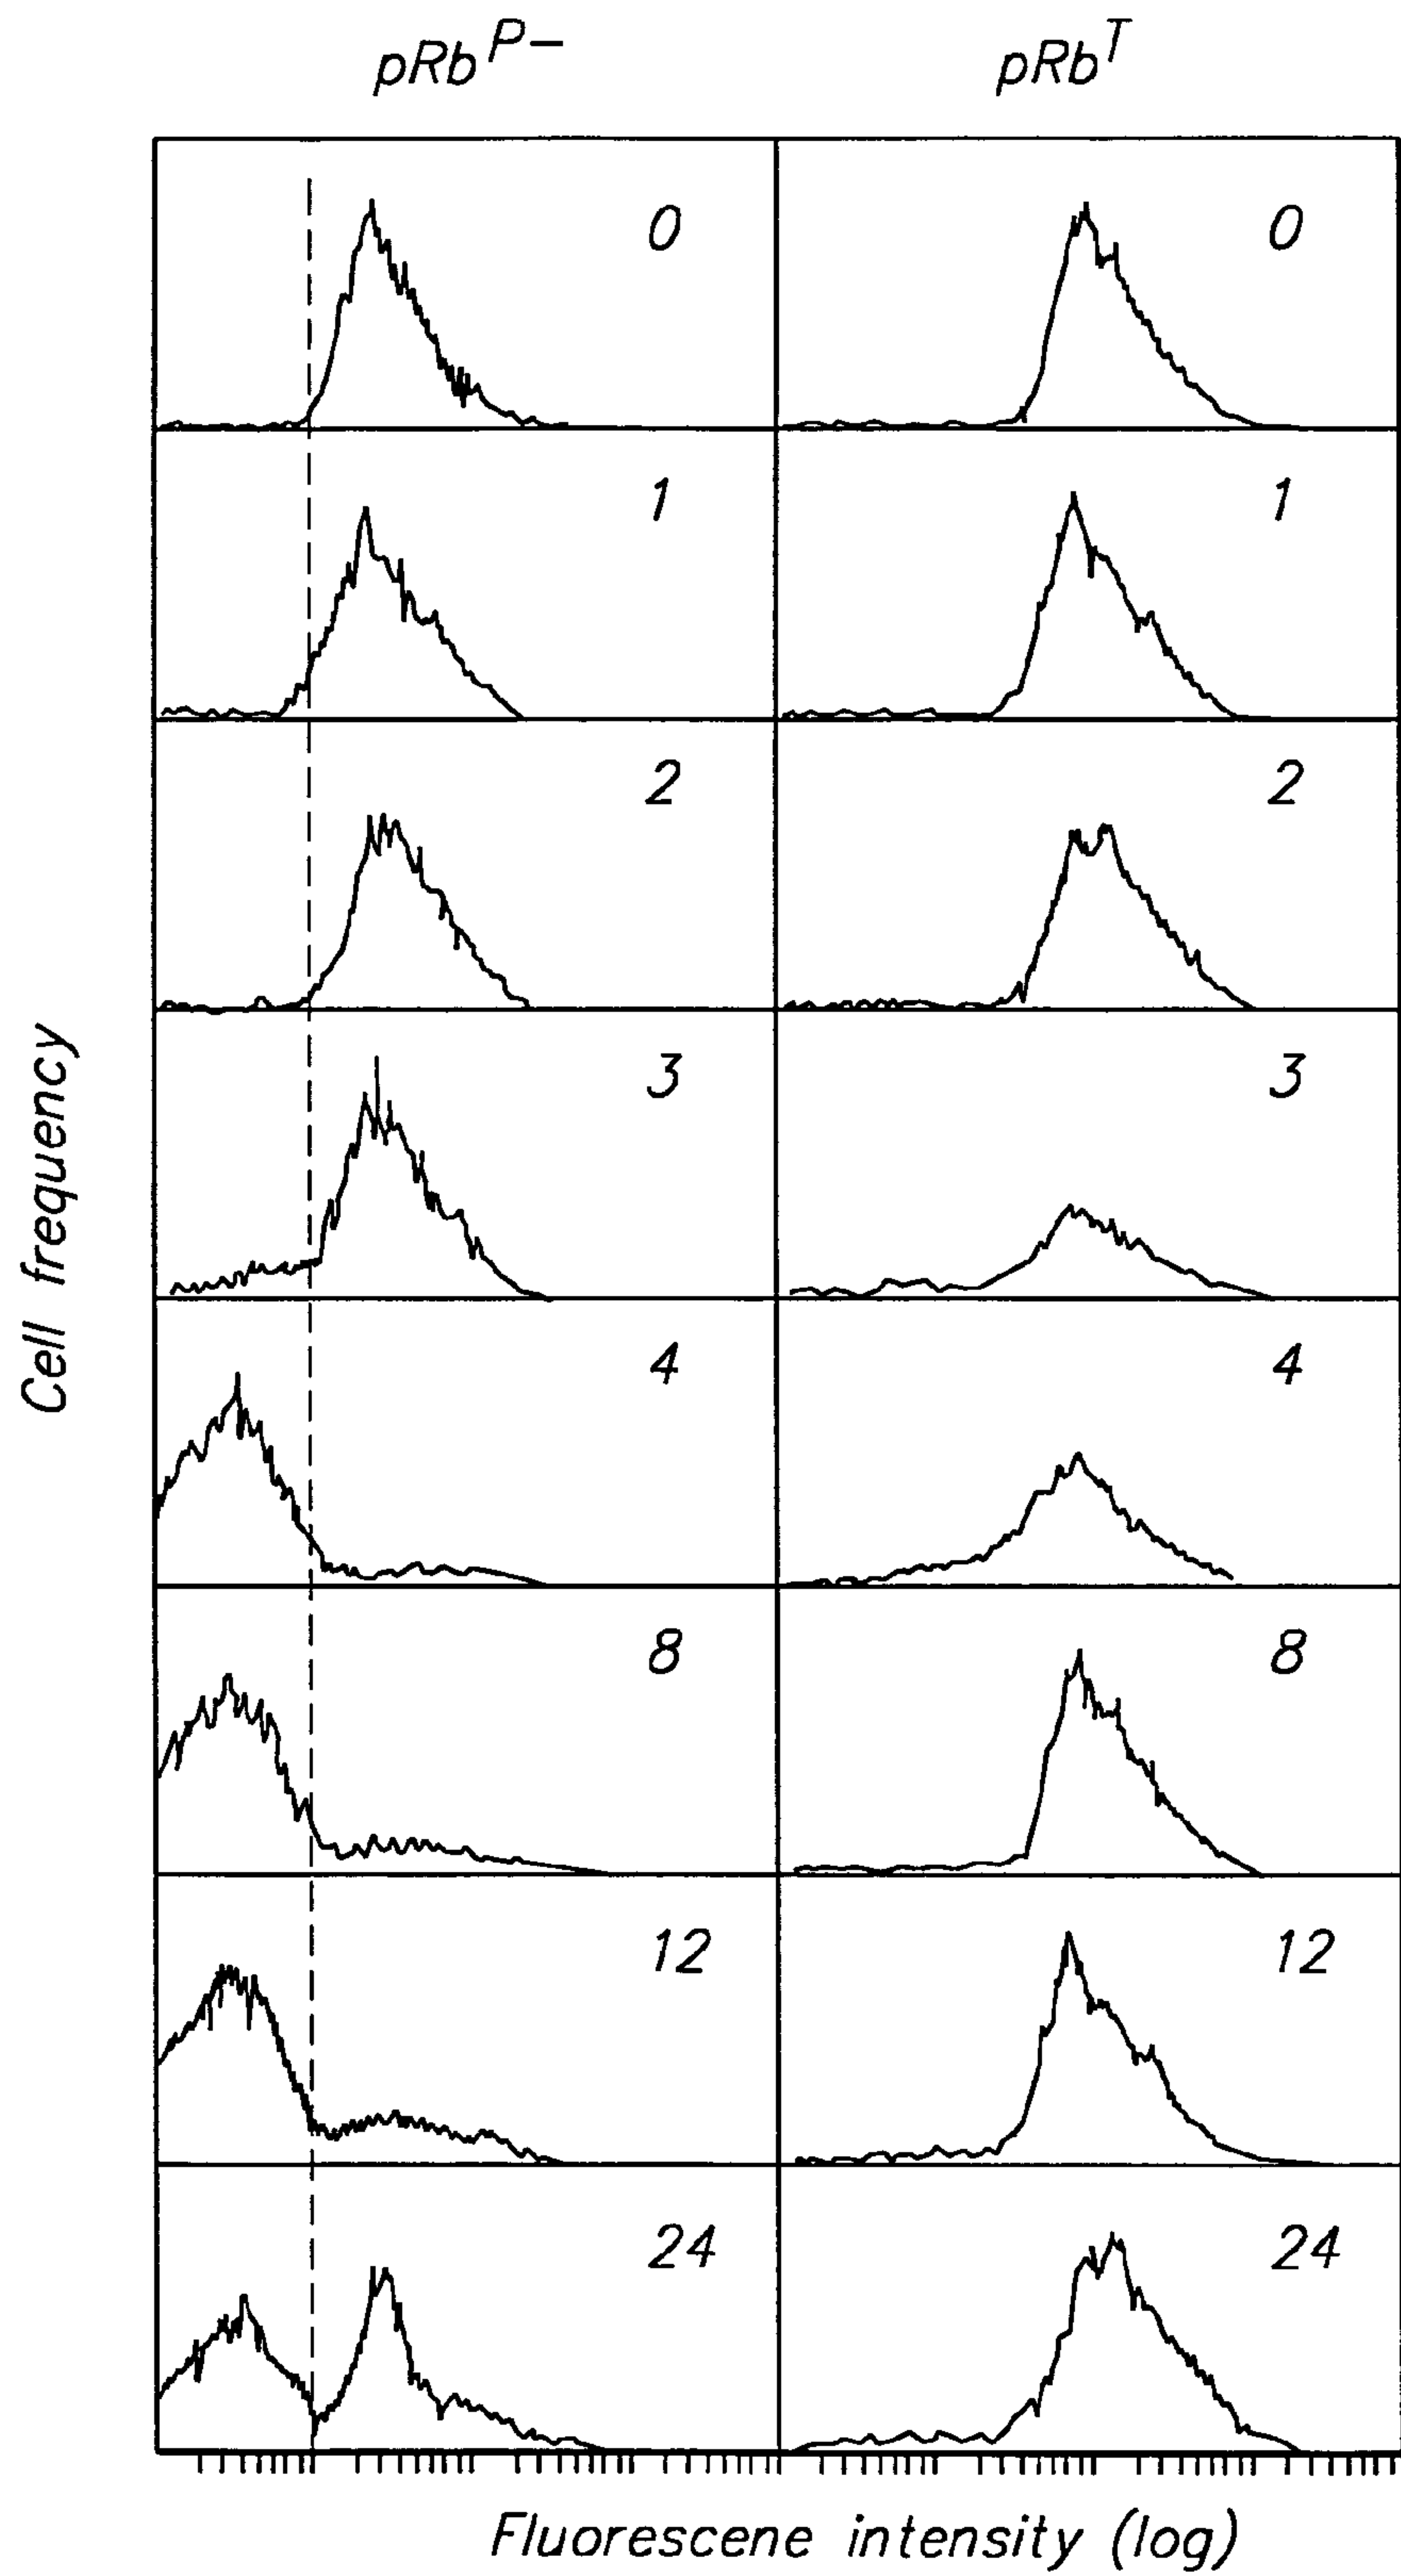 pRb^P− pRb^T
0 0
1 1
2 2
3 3
Cell frequency
4 4
8 8
12 12
24 24
Fluorescene intensity (log)